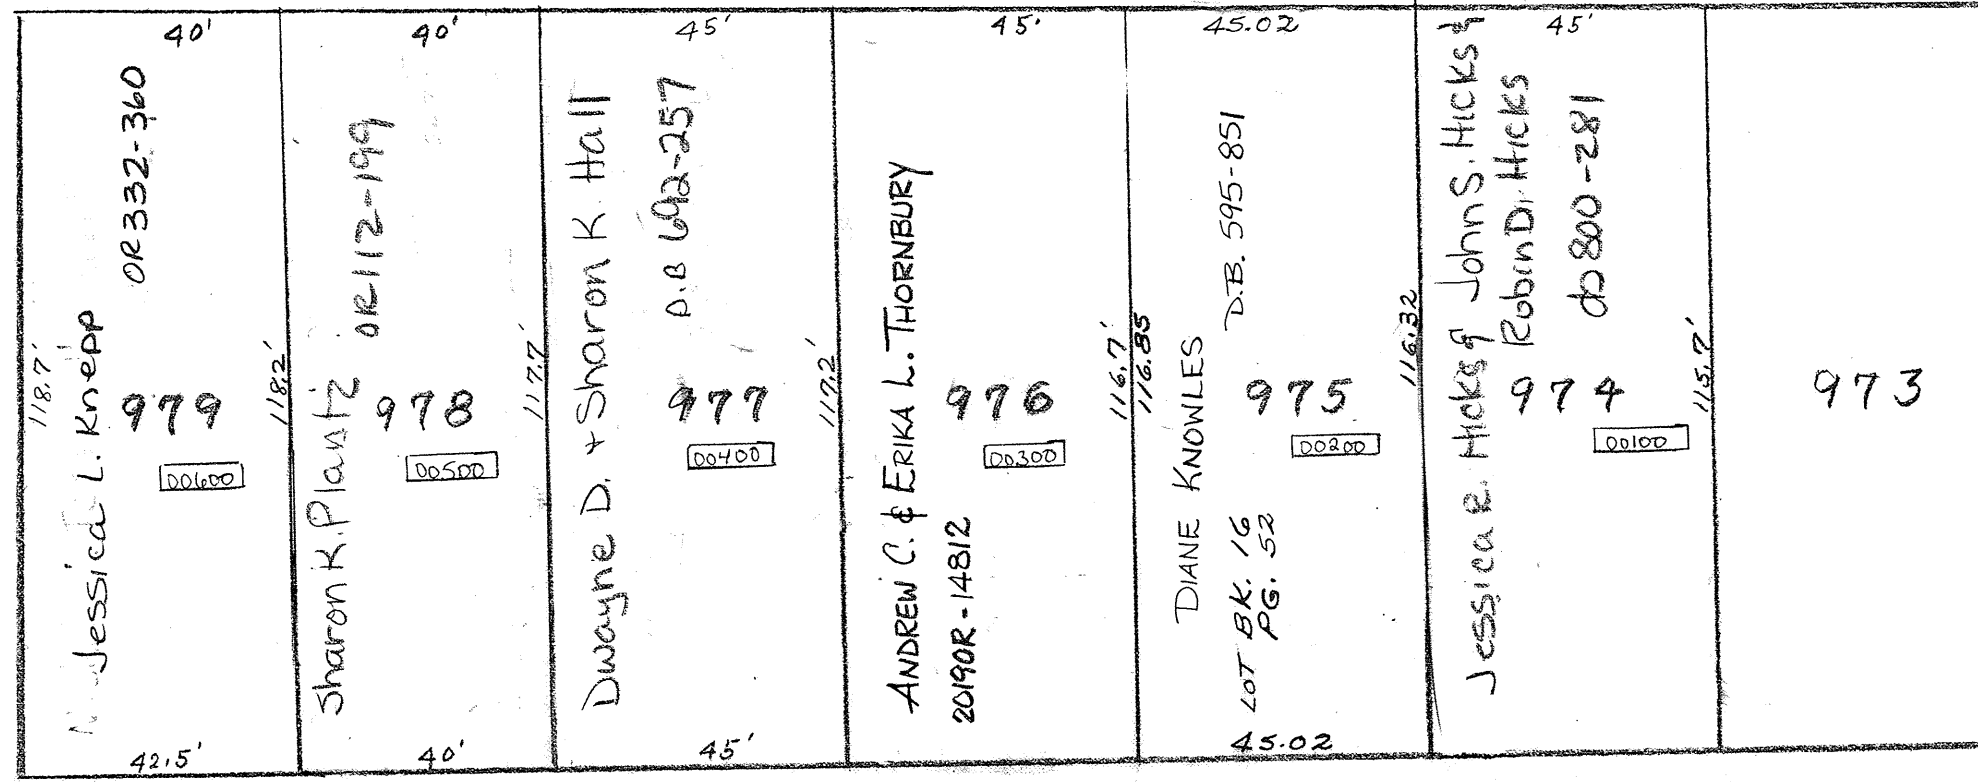 40'
OR332-360
118.7'
Jessica L. Knepp
979
00600
42.5'
118.2'
40'
OR112-199
Sharon K. Plantz
978
00500
40'
117.7'
45'
Dwayne D. + Sharon K. Hall
D.B 692-257
977
00400
45'
117.2'
45'
ANDREW C. & ERIKA L. THORNBURY
2019OR-14812
976
00300
116.7'
116.85
45.02
DIANE KNOWLES
D.B. 595-851
975
00200
LOT BK. 16
PG. 52
45.02
116.32
45'
Jessica R. Hicks & John S. Hicks &
Robin D. Hicks
800-281
974
00100
115.7'
973